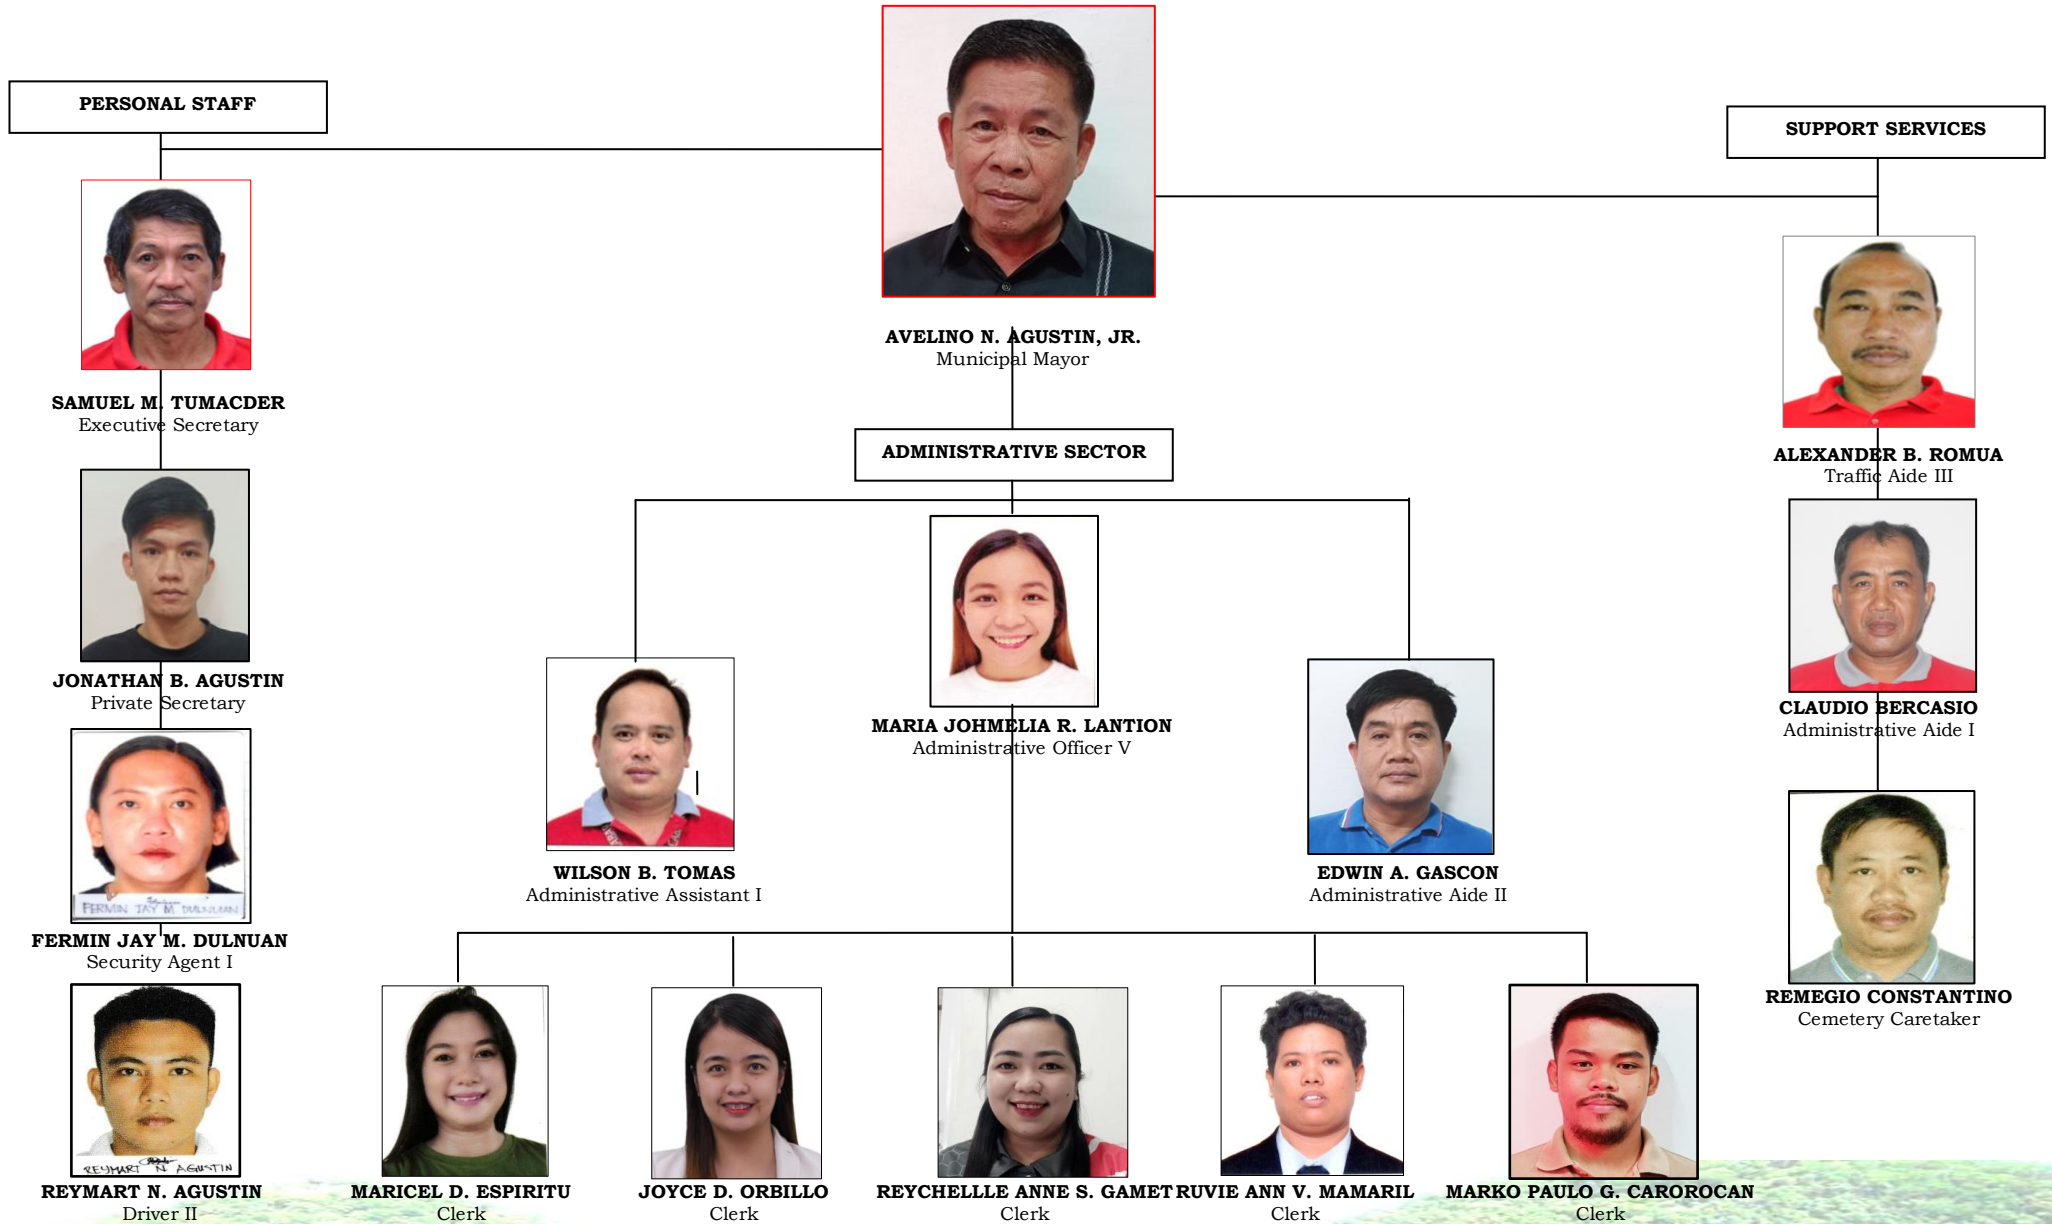 PERSONAL STAFF
SUPPORT SERVICES
AVELINO N. AGUSTIN, JR.
Municipal Mayor
SAMUEL M. TUMACDER
Executive Secretary
ADMINISTRATIVE SECTOR
ALEXANDER B. ROMUA
Traffic Aide III
JONATHAN B. AGUSTIN
Private Secretary
MARIA JOHMELIA R. LANTION
Administrative Officer V
CLAUDIO BERCASIO
Administrative Aide I
WILSON B. TOMAS
Administrative Assistant I
EDWIN A. GASCON
Administrative Aide II
FERMIN JAY M DULNUAN
FERMIN JAY M. DULNUAN
Security Agent I
REMEGIO CONSTANTINO
Cemetery Caretaker
REYMART N AGUSTIN
REYMART N. AGUSTIN
Driver II
MARICEL D. ESPIRITU
Clerk
JOYCE D. ORBILLO
Clerk
REYCHELLLE ANNE S. GAMET
Clerk
RUVIE ANN V. MAMARIL
Clerk
MARKO PAULO G. CAROROCAN
Clerk